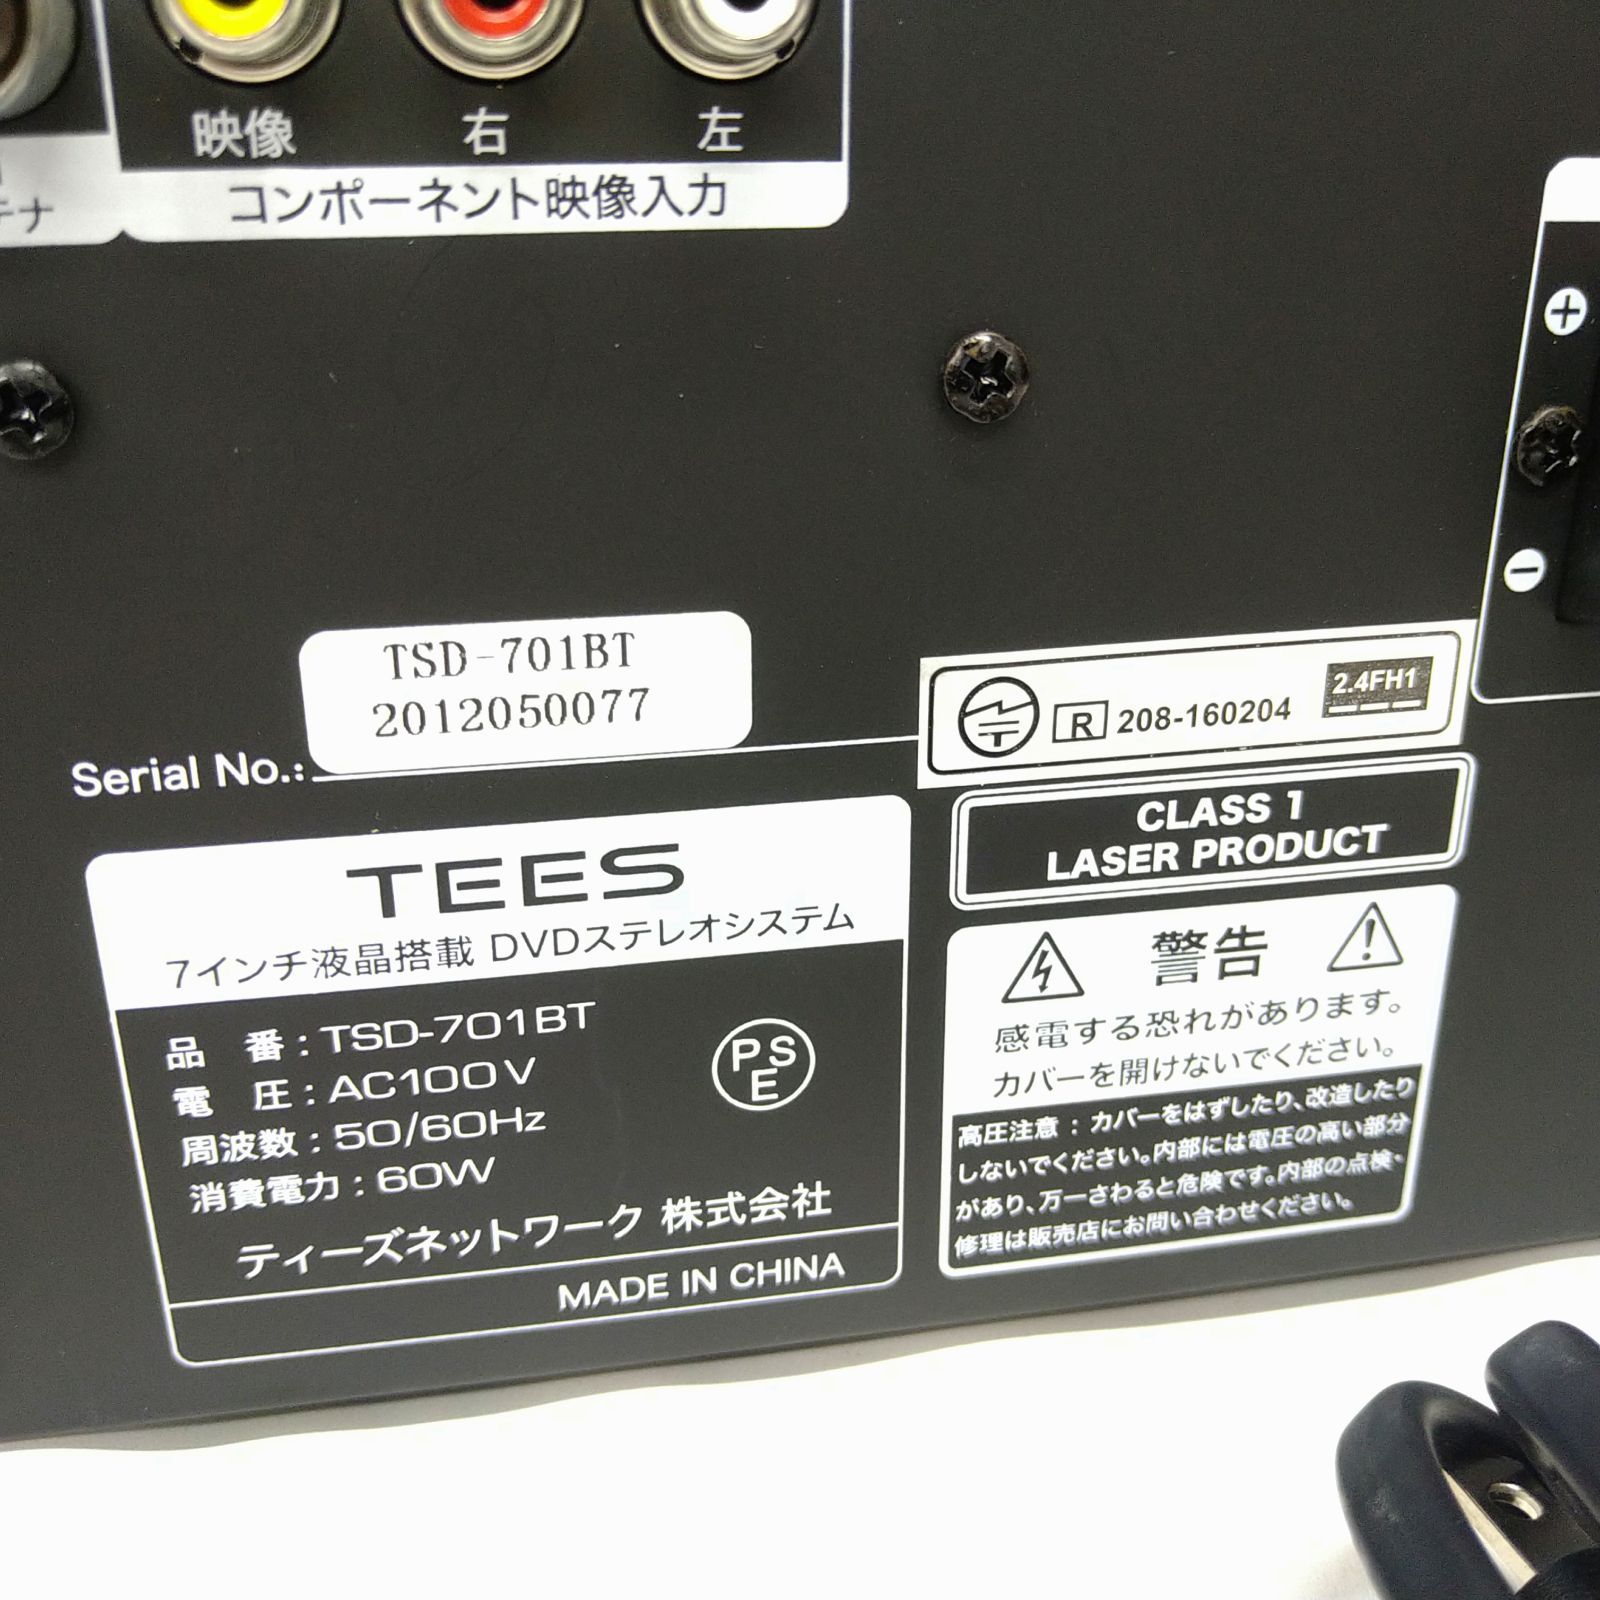 映像 右 左
テナ
コンポーネント映像入力
TSD-701BT
2012050077
Serial No.:
R 208-160204 2.4FH1
CLASS 1
LASER PRODUCT
TEES
7インチ液晶搭載 DVDステレオシステム
品 番：TSD-701BT
電 圧：AC100V
周波数：50/60Hz
消費電力：60W
PSE
ティーズネットワーク 株式会社
MADE IN CHINA
警告
感電する恐れがあります。
カバーを開けないでください。
高圧注意：カバーをはずしたり、改造したり
しないでください。内部には電圧の高い部分
があり、万一さわると危険です。内部の点検・
修理は販売店にお問い合わせください。